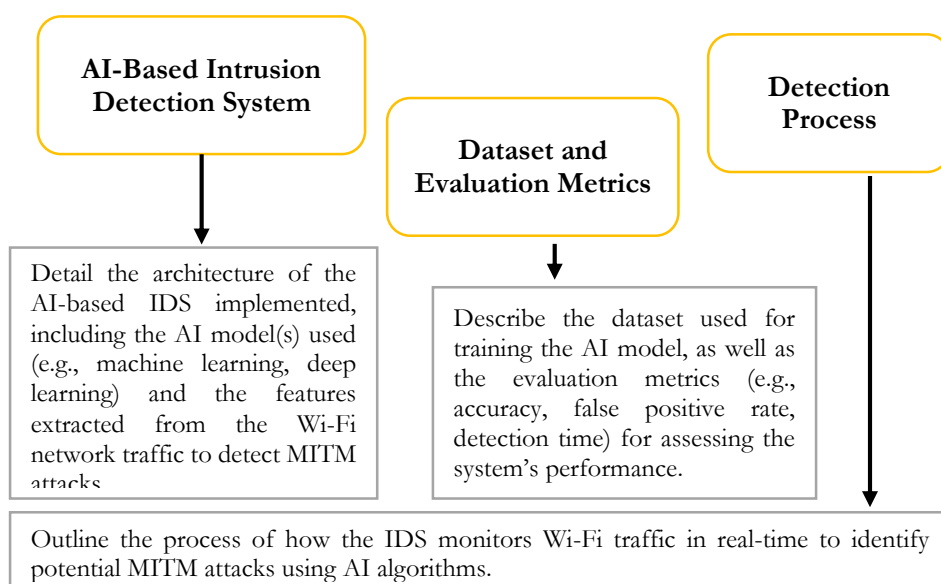 AI-Based Intrusion
Detection System
Detection
Process
Dataset and
Evaluation Metrics
Detail the architecture of the
AI-based IDS implemented,
including the AI model(s) used
(e.g., machine learning, deep
learning) and the features
extracted from the Wi-Fi
network traffic to detect MITM
attacks
Describe the dataset used for
training the AI model, as well as
the evaluation metrics (e.g.,
accuracy, false positive rate,
detection time) for assessing the
system’s performance.
Outline the process of how the IDS monitors Wi-Fi traffic in real-time to identify
potential MITM attacks using AI algorithms.